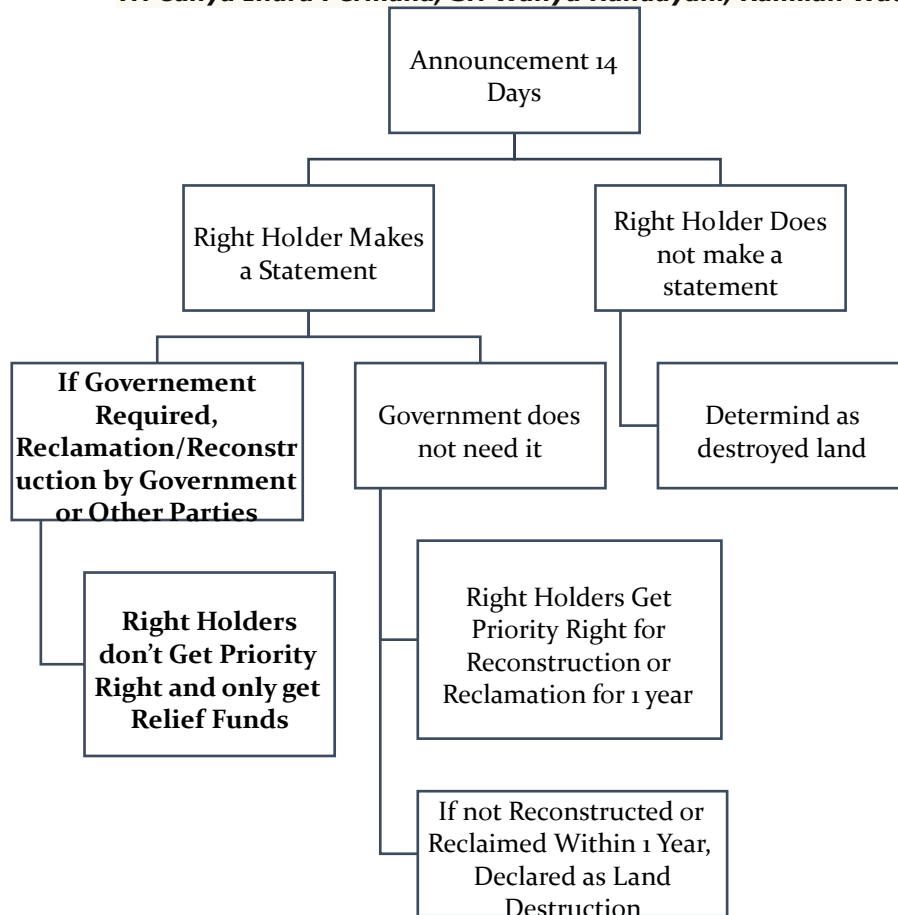 Announcement 14
Days
Right Holder Makes
a Statement
Right Holder Does
not make a
statement
If Governement
Required,
Reclamation/Reconstr
uction by Government
or Other Parties
Government does
not need it
Determind as
destroyed land
Right Holders
don't Get Priority
Right and only get
Relief Funds
Right Holders Get
Priority Right for
Reconstruction or
Reclamation for 1 year
If not Reconstructed or
Reclaimed Within 1 Year,
Declared as Land
Destruction